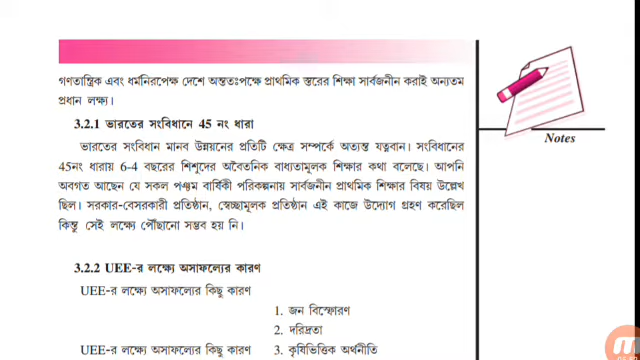 গণতান্ত্রিক এবং ধর্মনিরপেক্ষ দেশে অন্ততঃপক্ষে প্রাথমিক স্তরের শিক্ষা সার্বজনীন করাই অন্যতম
প্রধান লক্ষ্য।
3.2.1 ভারতের সংবিধানে 45 নং ধারা
ভারতের সংবিধান মানব উন্নয়নের প্রতিটি ক্ষেত্র সম্পর্কে অত্যন্ত যত্নবান। সংবিধানের
45নং ধারায় 6-4 বছরের শিশুদের অবৈতনিক বাধ্যতামূলক শিক্ষার কথা বলেছে। আপনি
অবগত আছেন যে সকল পঞ্চম বার্ষিকী পরিকল্পনায় সার্বজনীন প্রাথমিক শিক্ষার বিষয় উল্লেখ
ছিল। সরকার-বেসরকারী প্রতিষ্ঠান, স্বেচ্ছামূলক প্রতিষ্ঠান এই কাজে উদ্যোগ গ্রহণ করেছিল
কিন্তু সেই লক্ষ্যে পৌঁছানো সম্ভব হয় নি।
Notes
3.2.2 UEE-র লক্ষ্যে অসাফল্যের কারণ
UEE-র লক্ষ্যে অসাফল্যের কিছু কারণ
1. জন বিস্ফোরণ
2. দরিদ্রতা
UEE-র লক্ষ্যে অসাফল্যের কিছু কারণ 3. কৃষিভিত্তিক অর্থনীতি